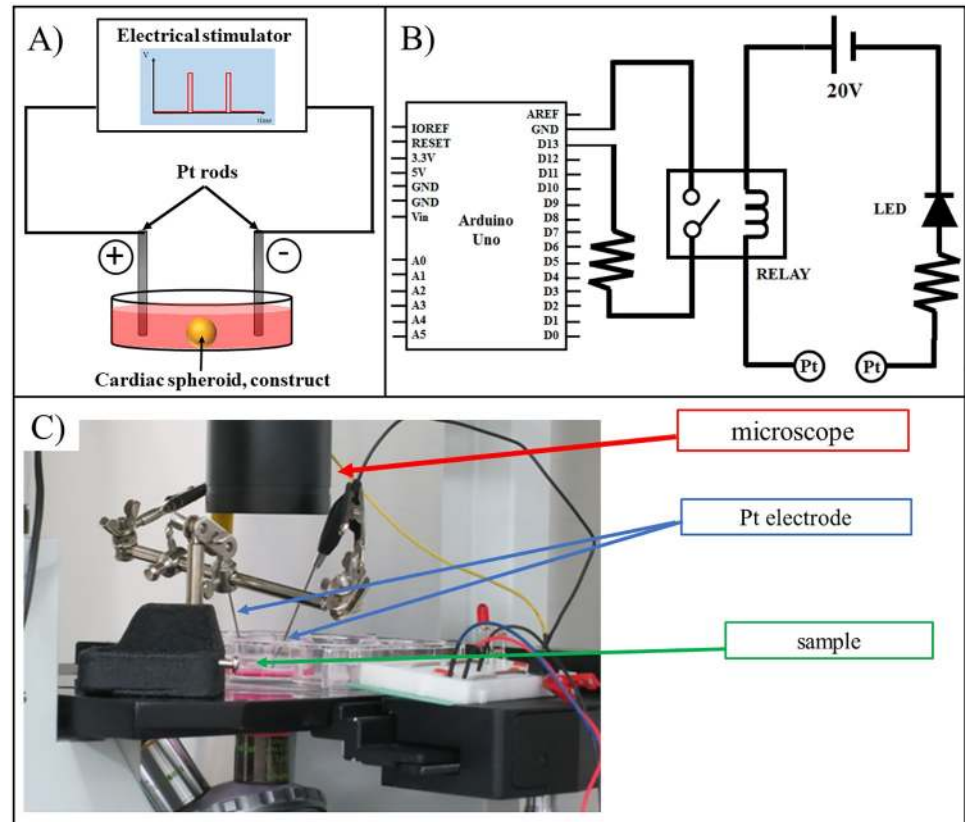 A)
Electrical stimulator
V
time
Pt rods
+
-
Cardiac spheroid, construct
B)
IOREF
RESET
3.3V
5V
GND
GND
Vin
A0
A1
A2
A3
A4
A5
Arduino
Uno
AREF
GND
D13
D12
D11
D10
D9
D8
D7
D6
D5
D4
D3
D2
D1
D0
RELAY
20V
LED
Pt
Pt
C)
microscope
Pt electrode
sample